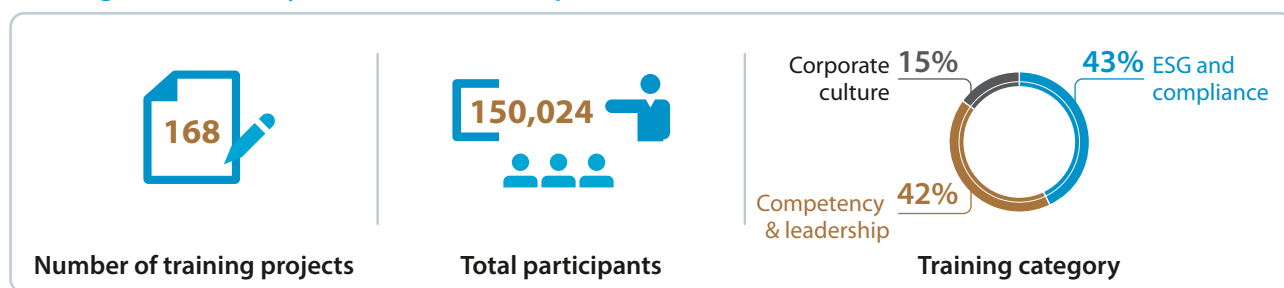 168
Number of training projects
150,024
Total participants
Corporate
culture
15%
43%
ESG and
compliance
Competency
& leadership
42%
Training category